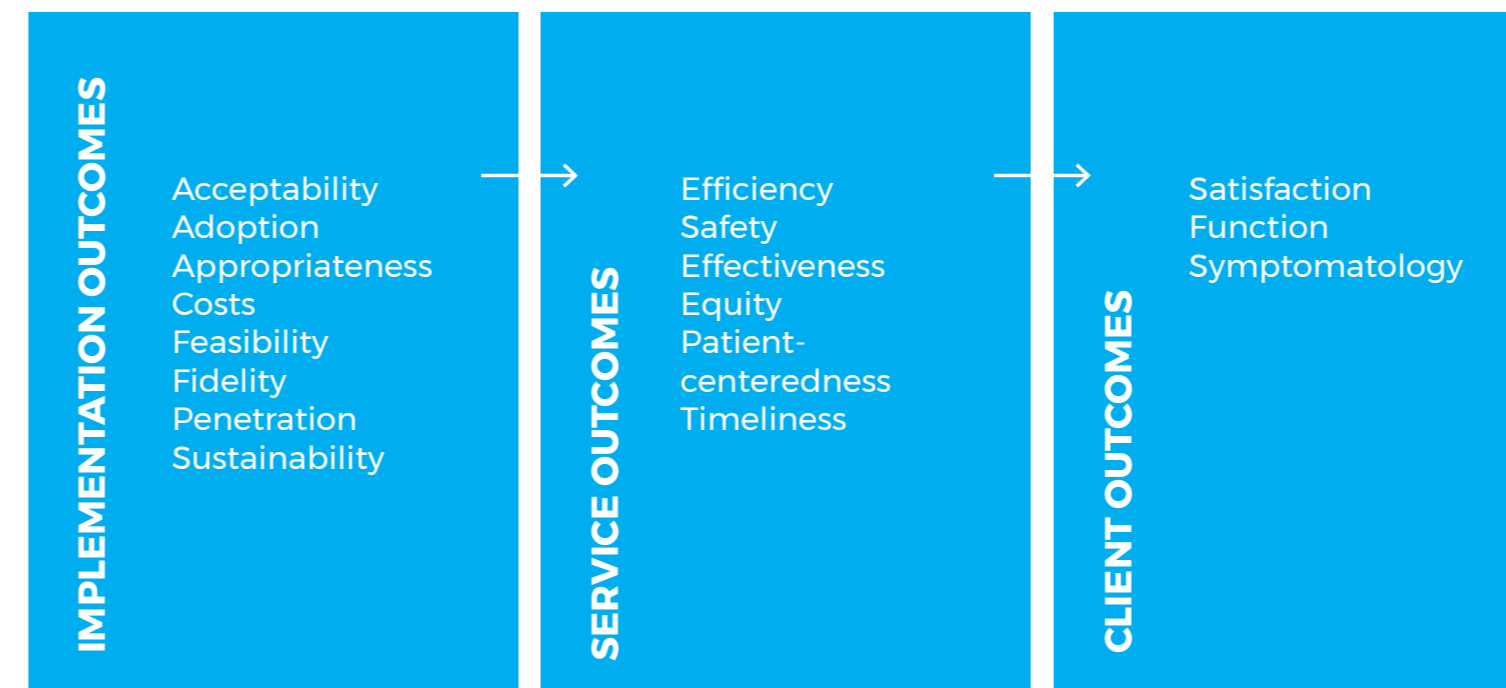 IMPLEMENTATION OUTCOMES
Acceptability
Adoption
Appropriateness
Costs
Feasibility
Fidelity
Penetration
Sustainability
SERVICE OUTCOMES
Efficiency
Safety
Effectiveness
Equity
Patient-
centeredness
Timeliness
CLIENT OUTCOMES
Satisfaction
Function
Symptomatology